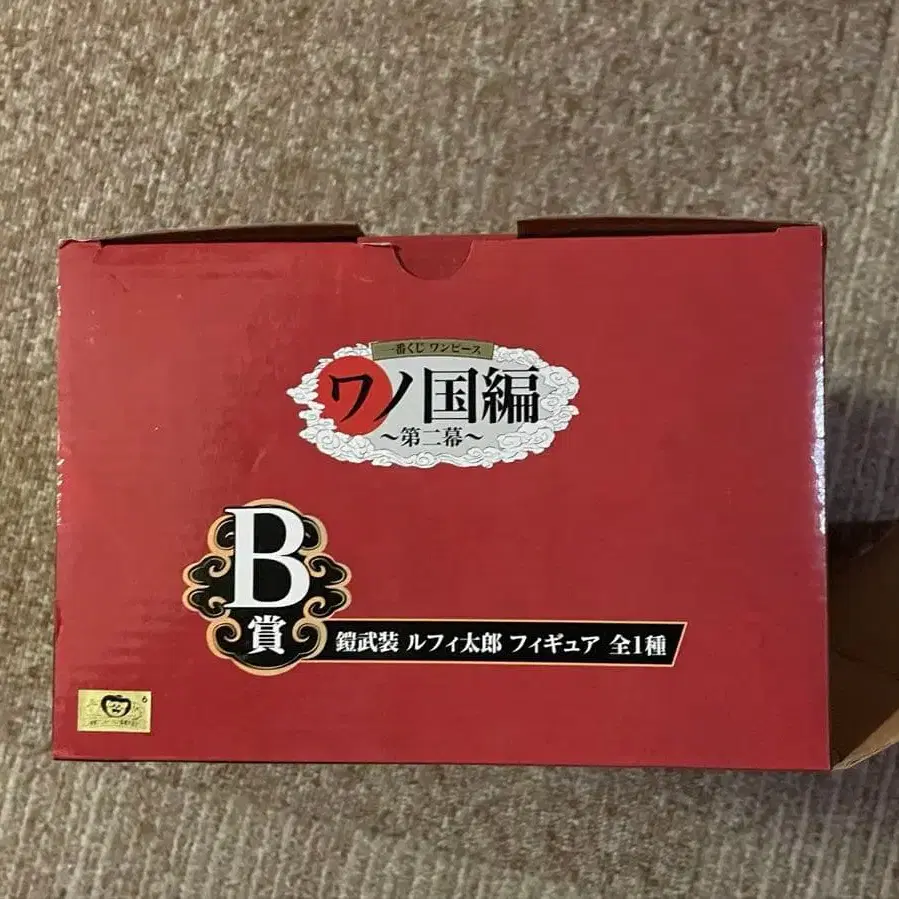 一番くじ ワンピース
ワノ国編
～第二幕～
B
賞
鎧武装 ルフィ太郎 フィギュア 全1種
6